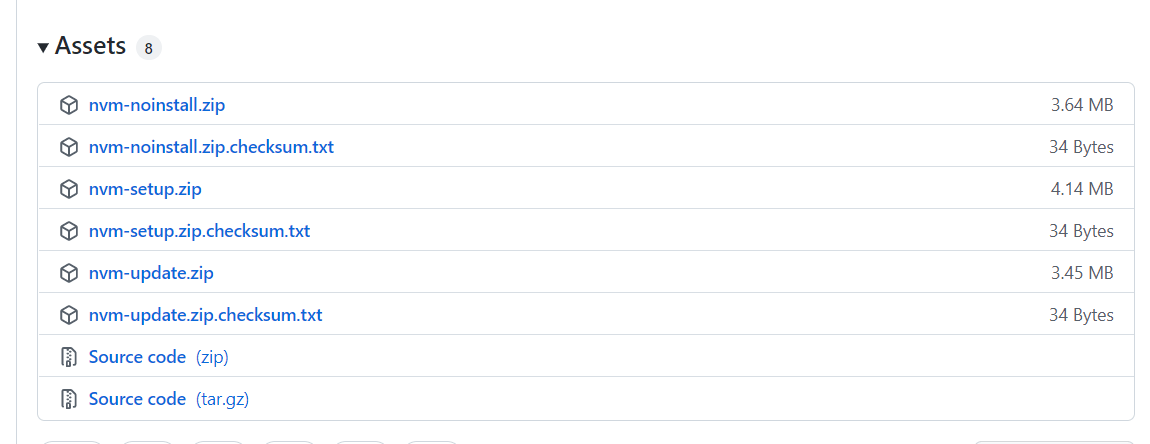 Assets 8
nvm-noinstall.zip 3.64 MB
nvm-noinstall.zip.checksum.txt 34 Bytes
nvm-setup.zip 4.14 MB
nvm-setup.zip.checksum.txt 34 Bytes
nvm-update.zip 3.45 MB
nvm-update.zip.checksum.txt 34 Bytes
Source code (zip)
Source code (tar.gz)